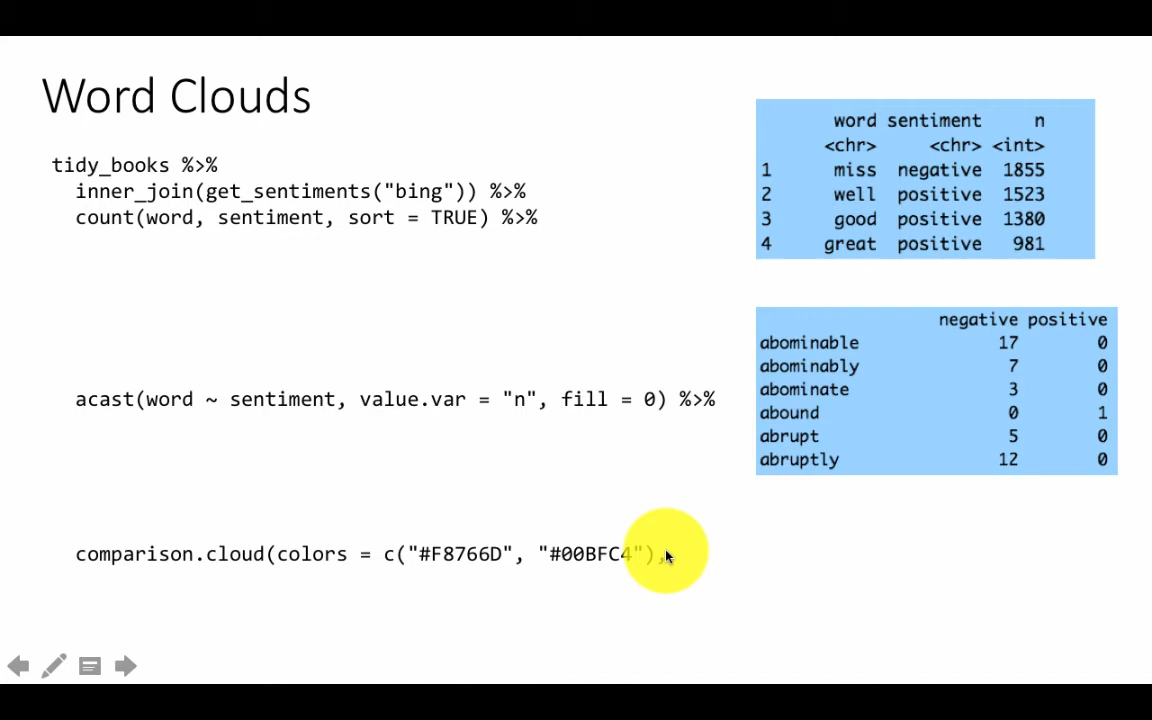 Word Clouds
tidy_books %>%
inner_join(get_sentiments("bing")) %>%
count(word, sentiment, sort = TRUE) %>%
word sentiment n
<chr> <chr> <int>
1 miss negative 1855
2 well positive 1523
3 good positive 1380
4 great positive 981
acast(word ~ sentiment, value.var = "n", fill = 0) %>%
negative positive
abominable 17 0
abominably 7 0
abominate 3 0
abound 0 1
abrupt 5 0
abruptly 12 0
comparison.cloud(colors = c("#F8766D", "#00BFC4"),